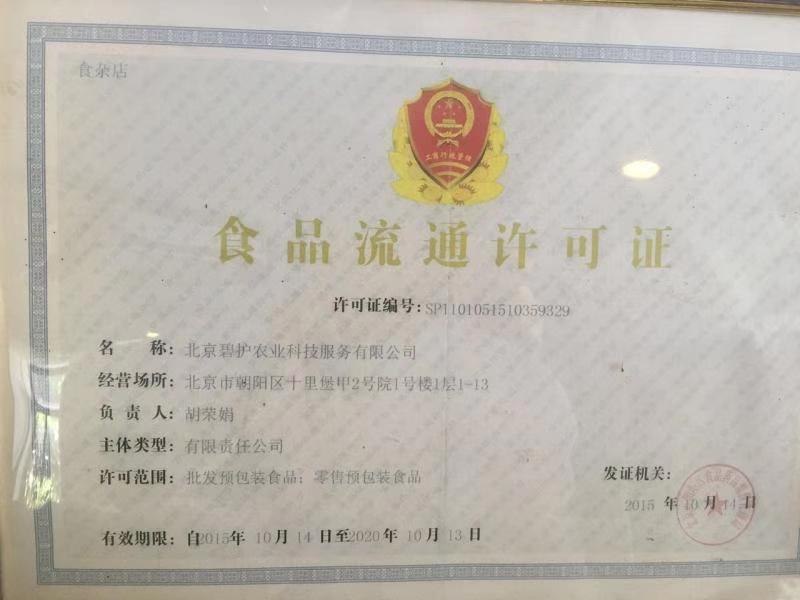 食杂店
工商行政管理
食品流通许可证
许可证编号: SP1101051510359329
名 称: 北京碧护农业科技服务有限公司
经营场所: 北京市朝阳区十里堡甲2号院1号楼1层1-13
负 责 人: 胡荣娟
主体类型: 有限责任公司
许可范围: 批发预包装食品；零售预包装食品
发证机关:
2015 年 10 月 14 日
有效期限: 自2015年 10 月 14 日至2020年 10 月 13 日